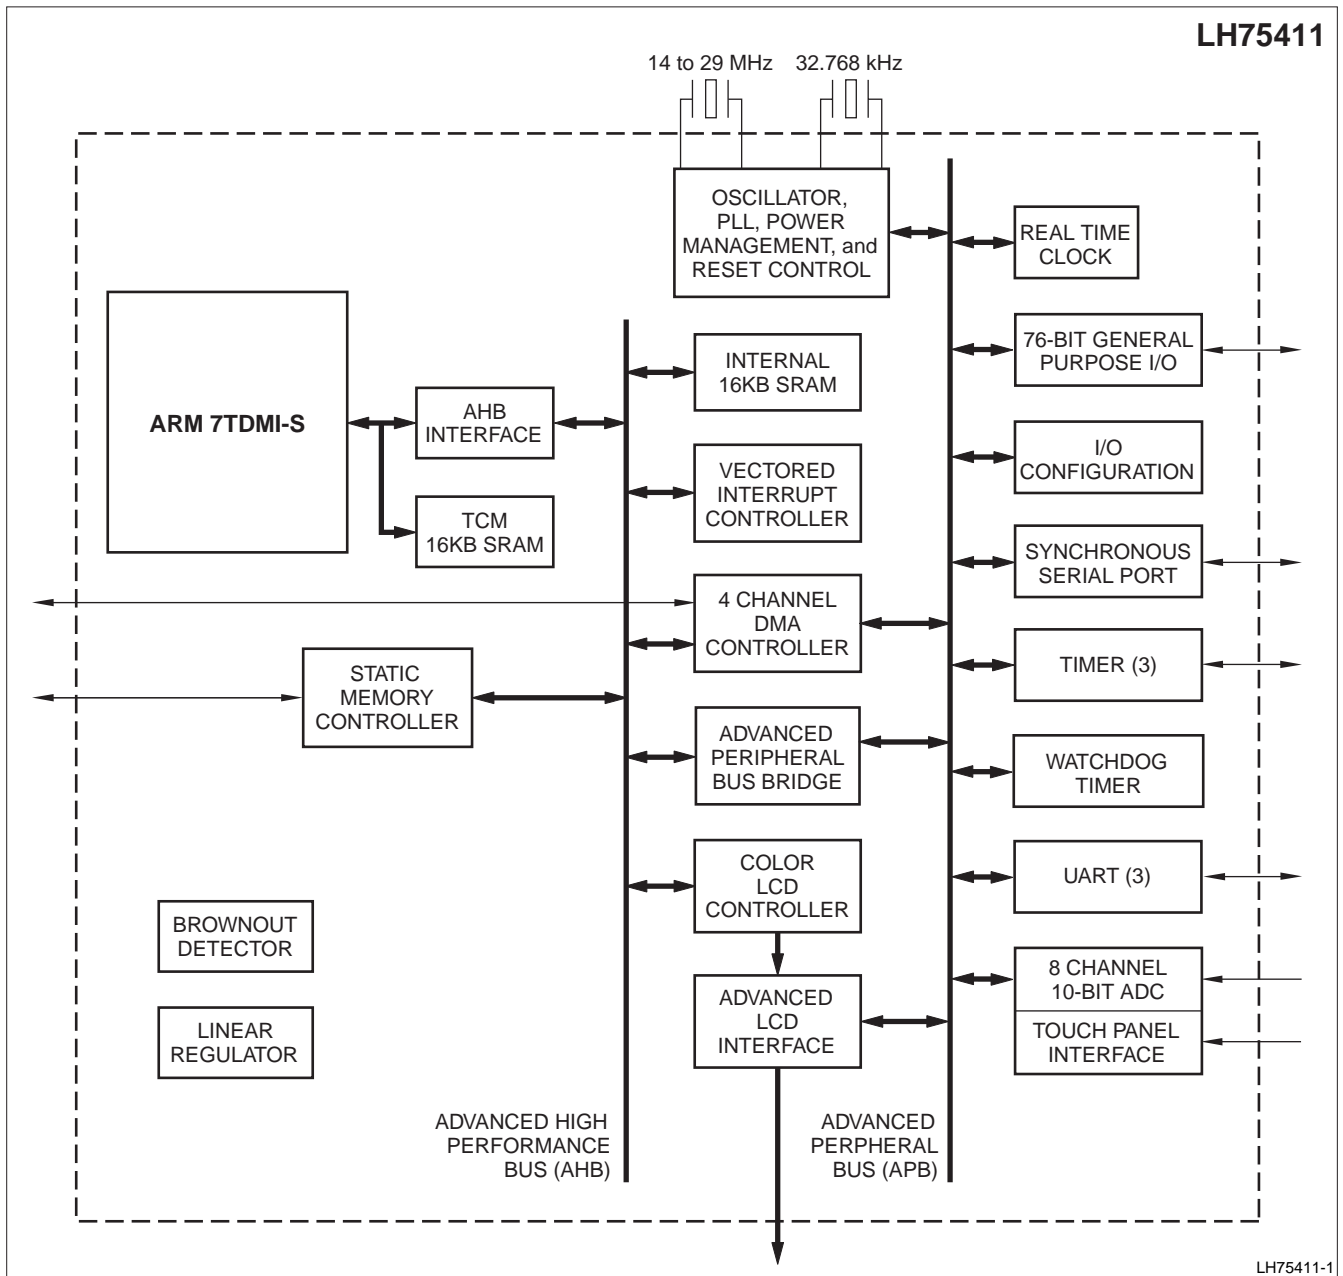 LH75411
14 to 29 MHz
32.768 kHz
OSCILLATOR,
PLL, POWER
MANAGEMENT, and
RESET CONTROL
REAL TIME
CLOCK
76-BIT GENERAL
PURPOSE I/O
INTERNAL
16KB SRAM
ARM 7TDMI-S
AHB
INTERFACE
I/O
CONFIGURATION
VECTORED
INTERRUPT
CONTROLLER
TCM
16KB SRAM
SYNCHRONOUS
SERIAL PORT
4 CHANNEL
DMA
CONTROLLER
TIMER (3)
STATIC
MEMORY
CONTROLLER
ADVANCED
PERIPHERAL
BUS BRIDGE
WATCHDOG
TIMER
COLOR
LCD
CONTROLLER
UART (3)
BROWNOUT
DETECTOR
8 CHANNEL
10-BIT ADC
ADVANCED
LCD
INTERFACE
TOUCH PANEL
INTERFACE
LINEAR
REGULATOR
ADVANCED HIGH
PERFORMANCE
BUS (AHB)
ADVANCED
PERPHERAL
BUS (APB)
LH75411-1